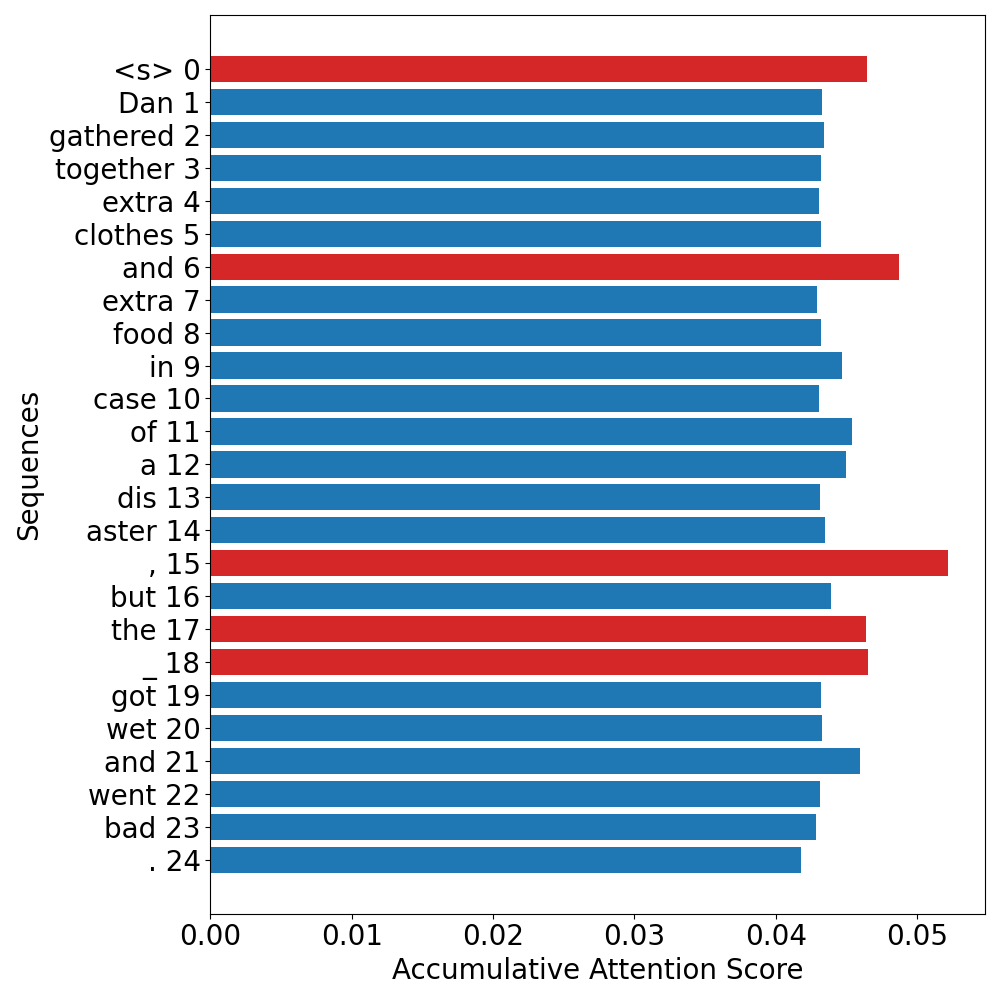 <s> 0
Dan 1
gathered 2
together 3
extra 4
clothes 5
and 6
extra 7
food 8
in 9
case 10
of 11
a 12
dis 13
aster 14
, 15
but 16
the 17
_ 18
got 19
wet 20
and 21
went 22
bad 23
. 24
Sequences
0.00 0.01 0.02 0.03 0.04 0.05
Accumulative Attention Score